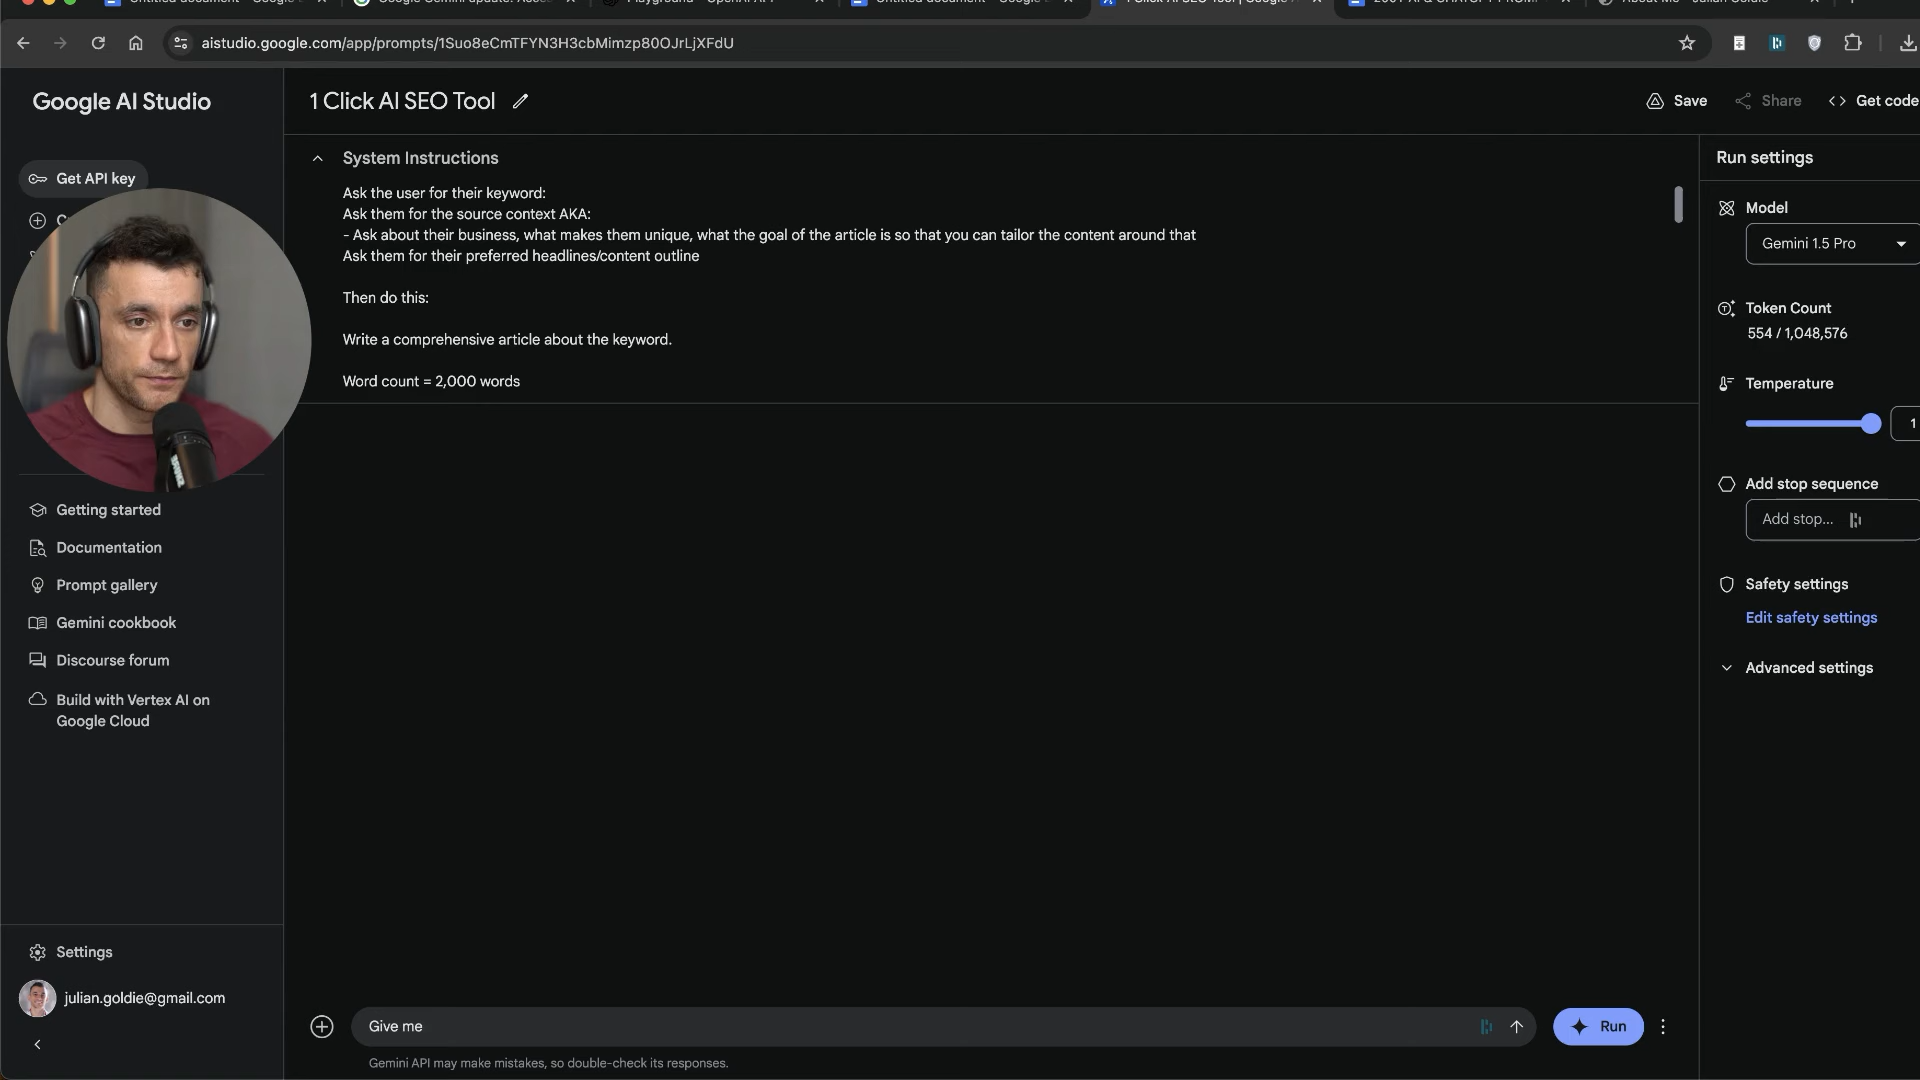 aistudio.google.com/app/prompts/1Suo8eCmTFYN3H3cbMimzp80OJrLjXFdU
Google AI Studio
1 Click AI SEO Tool
Save
Share
Get code
Get API key
System Instructions
Run settings
Ask the user for their keyword:
Ask them for the source context AKA:
- Ask about their business, what makes them unique, what the goal of the article is so that you can tailor the content around that
Ask them for their preferred headlines/content outline
Then do this:
Write a comprehensive article about the keyword.
Word count = 2,000 words
Model
Gemini 1.5 Pro
Token Count
554 / 1,048,576
Temperature
1
Add stop sequence
Add stop...
Safety settings
Edit safety settings
Advanced settings
Getting started
Documentation
Prompt gallery
Gemini cookbook
Discourse forum
Build with Vertex AI on
Google Cloud
Settings
julian.goldie@gmail.com
Give me
Run
Gemini API may make mistakes, so double-check its responses.